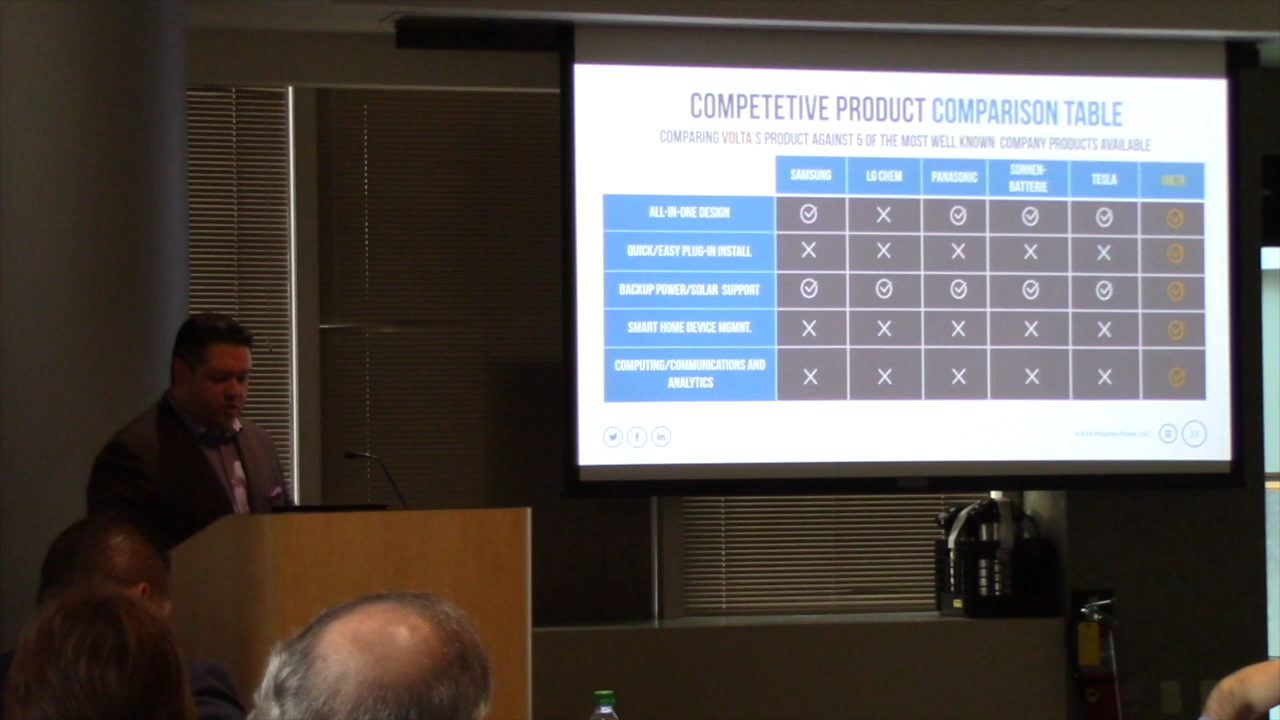 COMPETETIVE PRODUCT COMPARISON TABLE
COMPARING VOLTA'S PRODUCT AGAINST 5 OF THE MOST WELL KNOWN COMPANY PRODUCTS AVAILABLE
SAMSUNG LG CHEM PANASONIC SONNEN-BATTERIE TESLA VOLTA
ALL-IN-ONE DESIGN
QUICK/EASY PLUG-IN INSTALL
BACKUP POWER/SOLAR SUPPORT
SMART HOME DEVICE MGMNT.
COMPUTING/COMMUNICATIONS AND
ANALYTICS
11